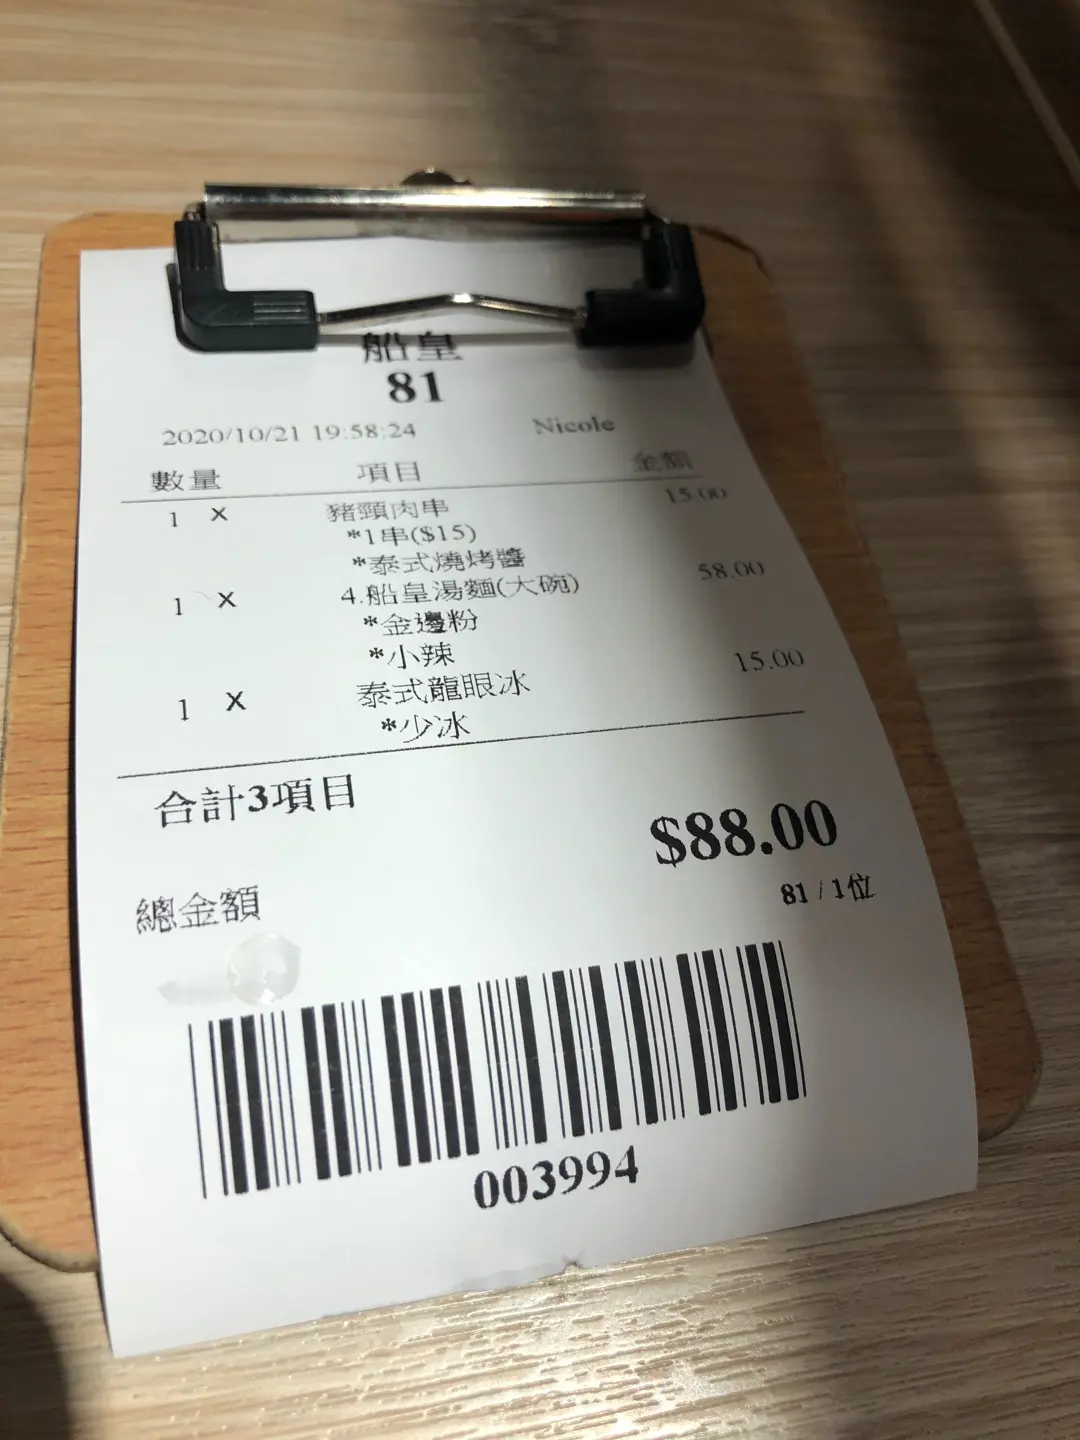 船皇
81
2020/10/21 19:58:24 Nicole
數量 項目 金額
1 X 豬頸肉串 15.00
*1串($15)
*泰式燒烤醬
1 X 4.船皇湯麵(大碗) 58.00
*金邊粉
*小辣
1 X 泰式龍眼冰 15.00
*少冰
合計3項目
$88.00
總金額
81 / 1位
003994